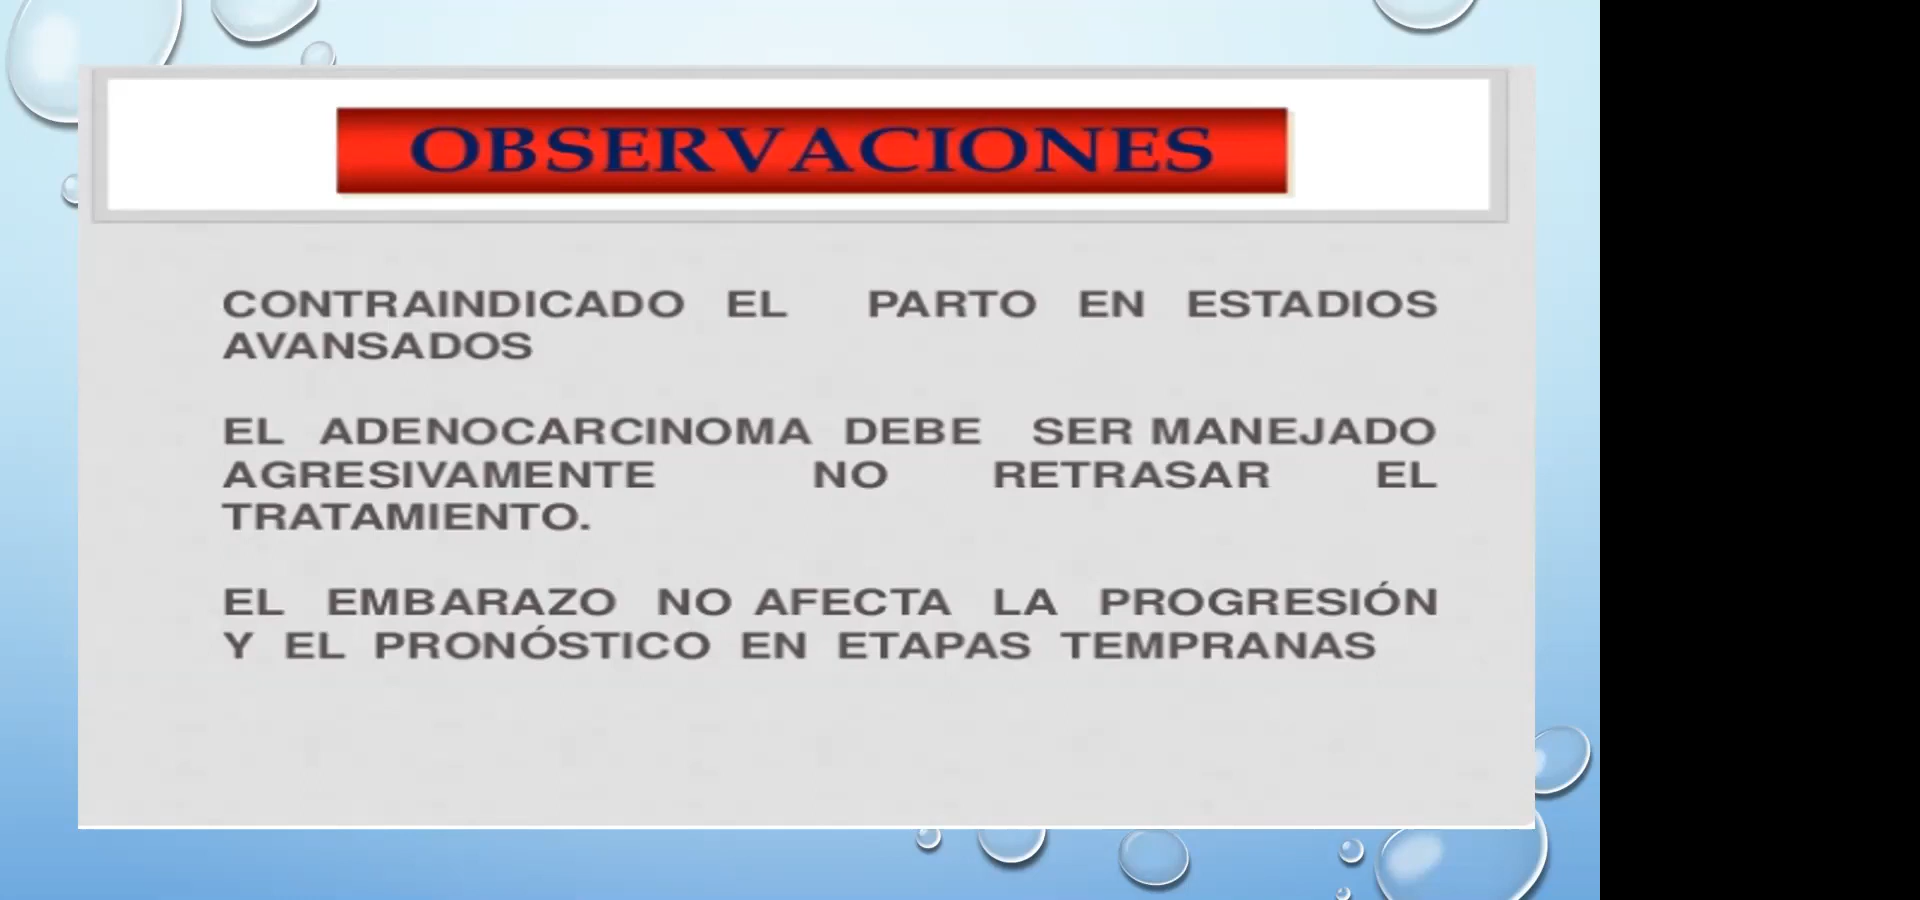 OBSERVACIONES
CONTRAINDICADO EL PARTO EN ESTADIOS
AVANSADOS
EL ADENOCARCINOMA DEBE SER MANEJADO
AGRESIVAMENTE NO RETRASAR EL
TRATAMIENTO.
EL EMBARAZO NO AFECTA LA PROGRESIÓN
Y EL PRONÓSTICO EN ETAPAS TEMPRANAS